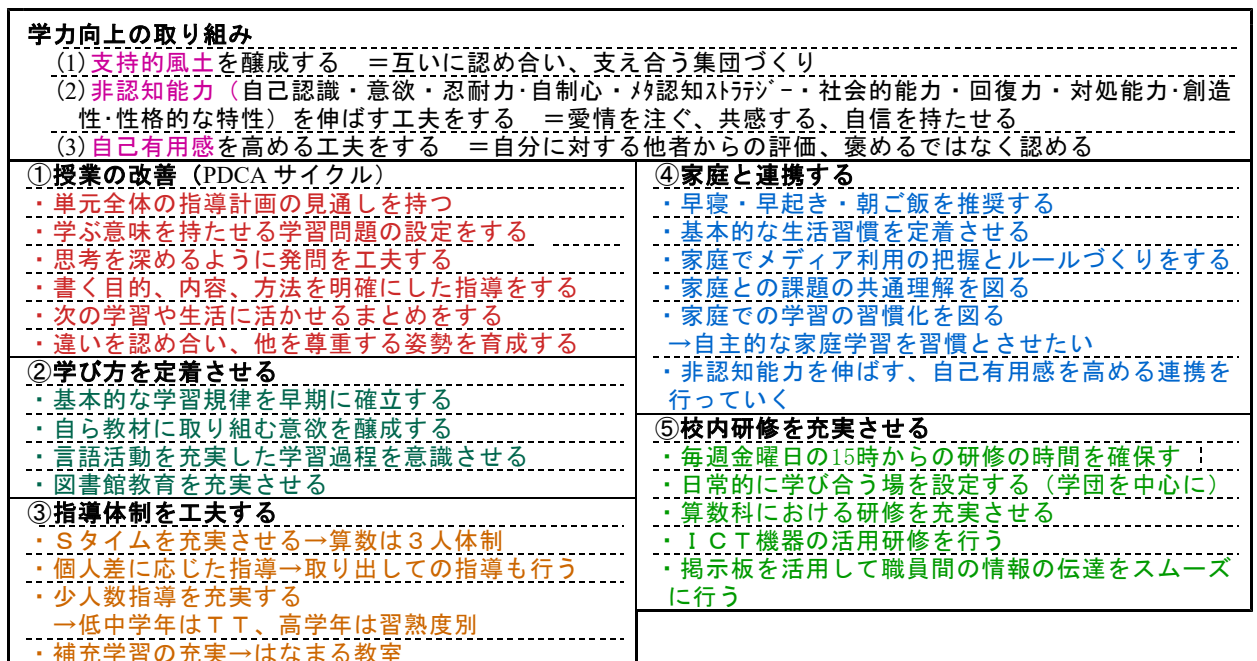 学力向上の取り組み
(1)支持的風土を醸成する　＝互いに認め合い、支え合う集団づくり
(2)非認知能力（自己認識・意欲・忍耐力･自制心・ﾒﾀ認知ｽﾄﾗﾃｼﾞｰ・社会的能力・回復力・対処能力･創造
性･性格的な特性）を伸ばす工夫をする　＝愛情を注ぐ、共感する、自信を持たせる
(3)自己有用感を高める工夫をする　＝自分に対する他者からの評価、褒めるではなく認める
①授業の改善（PDCAサイクル）
・単元全体の指導計画の見通しを持つ
・学ぶ意味を持たせる学習問題の設定をする
・思考を深めるように発問を工夫する
・書く目的、内容、方法を明確にした指導をする
・次の学習や生活に活かせるまとめをする
・違いを認め合い、他を尊重する姿勢を育成する
②学び方を定着させる
・基本的な学習規律を早期に確立する
・自ら教材に取り組む意欲を醸成する
・言語活動を充実した学習過程を意識させる
・図書館教育を充実させる
③指導体制を工夫する
・Ｓタイムを充実させる→算数は３人体制
・個人差に応じた指導→取り出しての指導も行う
・少人数指導を充実する
→低中学年はＴＴ、高学年は習熟度別
・補充学習の充実→はなまる教室
④家庭と連携する
・早寝・早起き・朝ご飯を推奨する
・基本的な生活習慣を定着させる
・家庭でメディア利用の把握とルールづくりをする
・家庭との課題の共通理解を図る
・家庭での学習の習慣化を図る
→自主的な家庭学習を習慣とさせたい
・非認知能力を伸ばす、自己有用感を高める連携を
行っていく
⑤校内研修を充実させる
・毎週金曜日の15時からの研修の時間を確保す
・日常的に学び合う場を設定する（学団を中心に）
・算数科における研修を充実させる
・ＩＣＴ機器の活用研修を行う
・掲示板を活用して職員間の情報の伝達をスムーズ
に行う